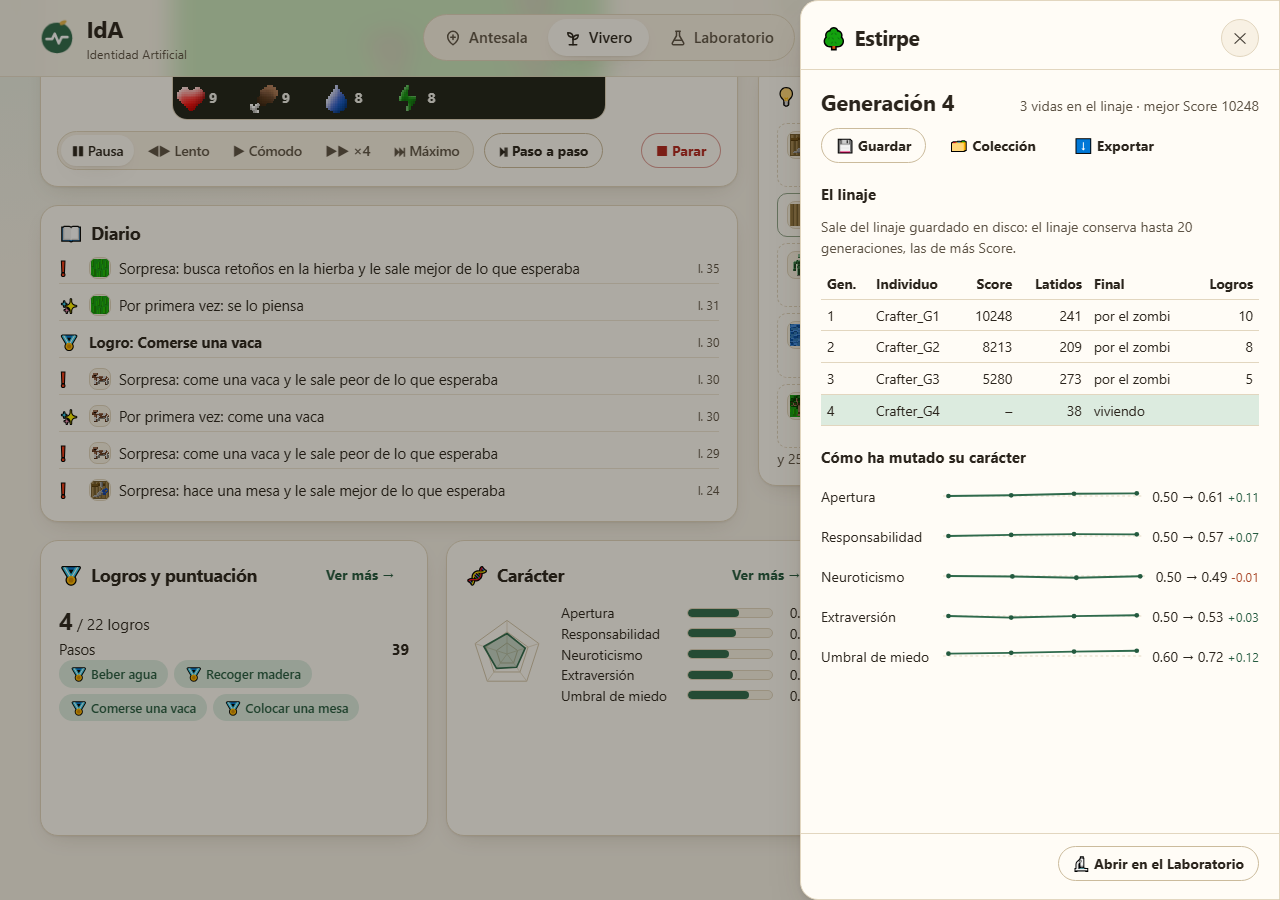 IdA
Identidad Artificial
Antesala
Vivero
Laboratorio
9 9 8 8
Pausa
Lento
Cómodo
×4
Máximo
Paso a paso
Parar
Diario
Sorpresa: busca retoños en la hierba y le sale mejor de lo que esperaba l. 35
Por primera vez: se lo piensa l. 31
Logro: Comerse una vaca l. 30
Sorpresa: come una vaca y le sale peor de lo que esperaba l. 30
Por primera vez: come una vaca l. 30
Sorpresa: come una vaca y le sale peor de lo que esperaba l. 29
Sorpresa: hace una mesa y le sale mejor de lo que esperaba l. 24
y 25
Logros y puntuación Ver más →
4 / 22 logros
Pasos 39
Beber agua
Recoger madera
Comerse una vaca
Colocar una mesa
Carácter Ver más →
Apertura 0.
Responsabilidad 0.
Neuroticismo 0.
Extraversión 0.
Umbral de miedo 0.
Estirpe
Generación 4 3 vidas en el linaje · mejor Score 10248
Guardar
Colección
Exportar
El linaje
Sale del linaje guardado en disco: el linaje conserva hasta 20
generaciones, las de más Score.
Gen. Individuo Score Latidos Final Logros
1 Crafter_G1 10248 241 por el zombi 10
2 Crafter_G2 8213 209 por el zombi 8
3 Crafter_G3 5280 273 por el zombi 5
4 Crafter_G4 – 38 viviendo
Cómo ha mutado su carácter
Apertura 0.50 → 0.61 +0.11
Responsabilidad 0.50 → 0.57 +0.07
Neuroticismo 0.50 → 0.49 -0.01
Extraversión 0.50 → 0.53 +0.03
Umbral de miedo 0.60 → 0.72 +0.12
Abrir en el Laboratorio